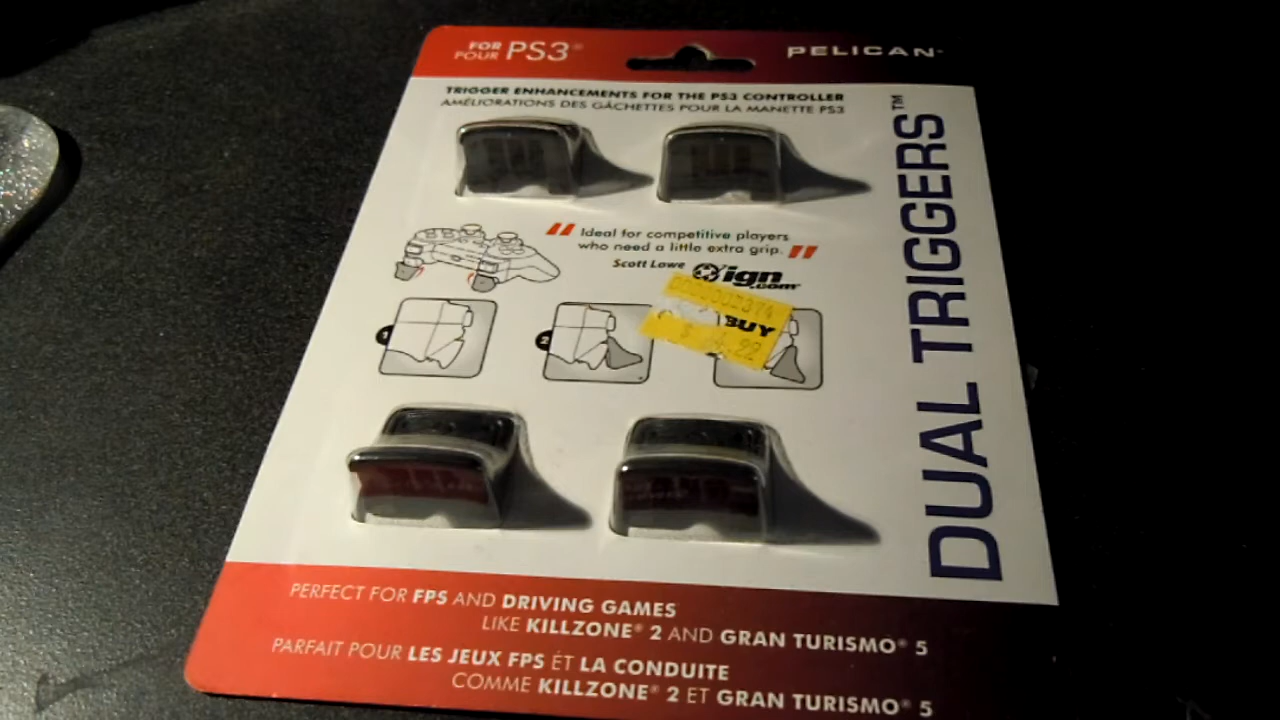 FOR
POUR PS3®
PELICAN™
TRIGGER ENHANCEMENTS FOR THE PS3 CONTROLLER
AMÉLIORATIONS DES GÂCHETTES POUR LA MANETTE PS3
DUAL TRIGGERS™
Ideal for competitive players
who need a little extra grip.
Scott Lowe ign
.com
BUY
$ 4.22
1
2
PERFECT FOR FPS AND DRIVING GAMES
LIKE KILLZONE® 2 AND GRAN TURISMO® 5
PARFAIT POUR LES JEUX FPS ET LA CONDUITE
COMME KILLZONE® 2 ET GRAN TURISMO® 5